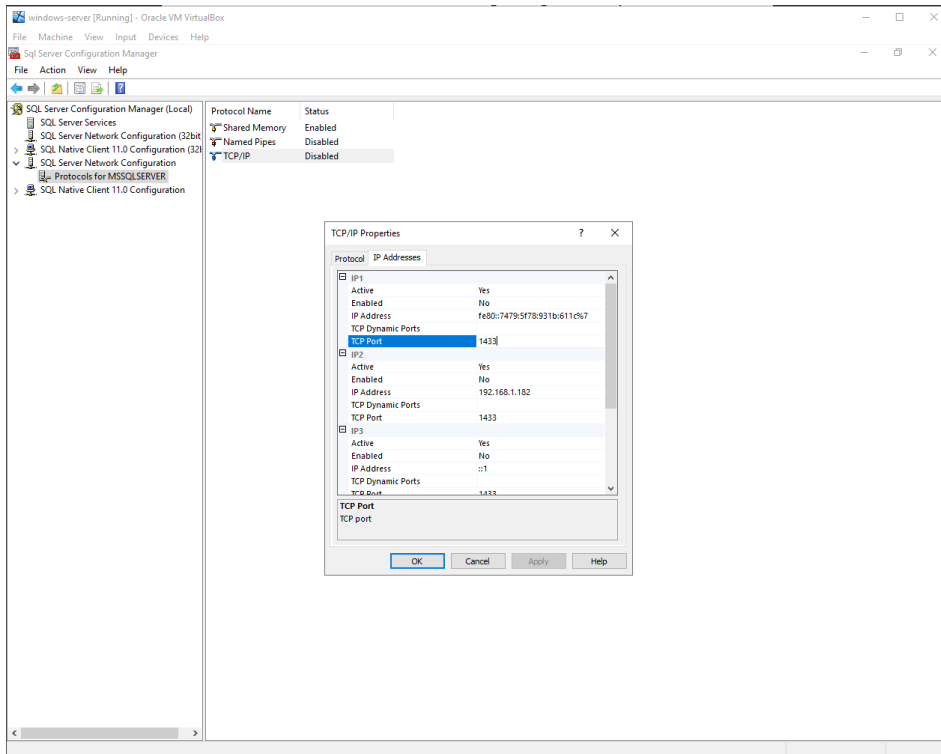 windows-server [Running] - Oracle VM VirtualBox
File Machine View Input Devices Help
Sql Server Configuration Manager
File Action View Help
SQL Server Configuration Manager (Local)
SQL Server Services
SQL Server Network Configuration (32bit
SQL Native Client 11.0 Configuration (32
SQL Server Network Configuration
Protocols for MSSQLSERVER
SQL Native Client 11.0 Configuration
Protocol Name Status
Shared Memory Enabled
Named Pipes Disabled
TCP/IP Disabled
TCP/IP Properties
Protocol IP Addresses
IP1
Active Yes
Enabled No
IP Address fe80::7479:5f78:931b:611c%7
TCP Dynamic Ports
TCP Port 1433
IP2
Active Yes
Enabled No
IP Address 192.168.1.182
TCP Dynamic Ports
TCP Port 1433
IP3
Active Yes
Enabled No
IP Address ::1
TCP Dynamic Ports
TCP Port 1433
TCP Port
TCP port
OK Cancel Apply Help